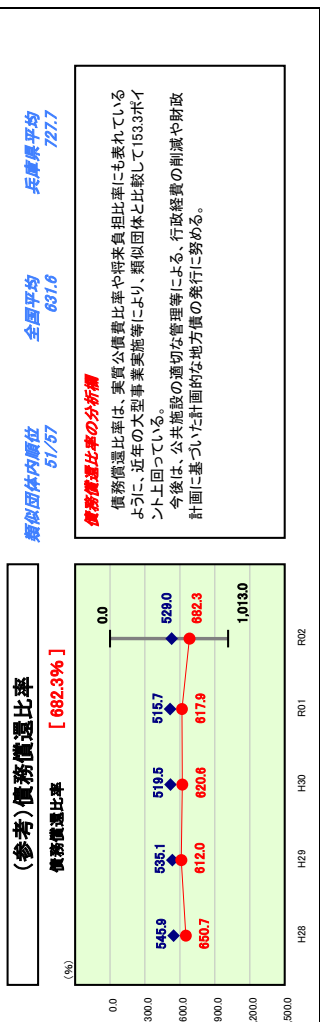 (参考)債務償還比率
債務償還比率
[ 682.3% ]
類似団体内順位
51/57
全国平均
631.6
兵庫県平均
727.7
(%)
0.0
300.0
600.0
900.0
200.0
500.0
545.9
535.1
519.5
515.7
529.0
650.7
612.0
620.6
617.9
682.3
0.0
1,013.0
H28
H29
H30
R01
R02
債務償還比率の分析欄
債務償還比率は、実質公債費比率や将来負担比率にも表れている
ように、近年の大型事業実施等により、類似団体と比較して153.3ポイ
ント上回っている。
今後は、公共施設の適切な管理等による、行政経費の削減や財政
計画に基づいた計画的な地方債の発行に努める。